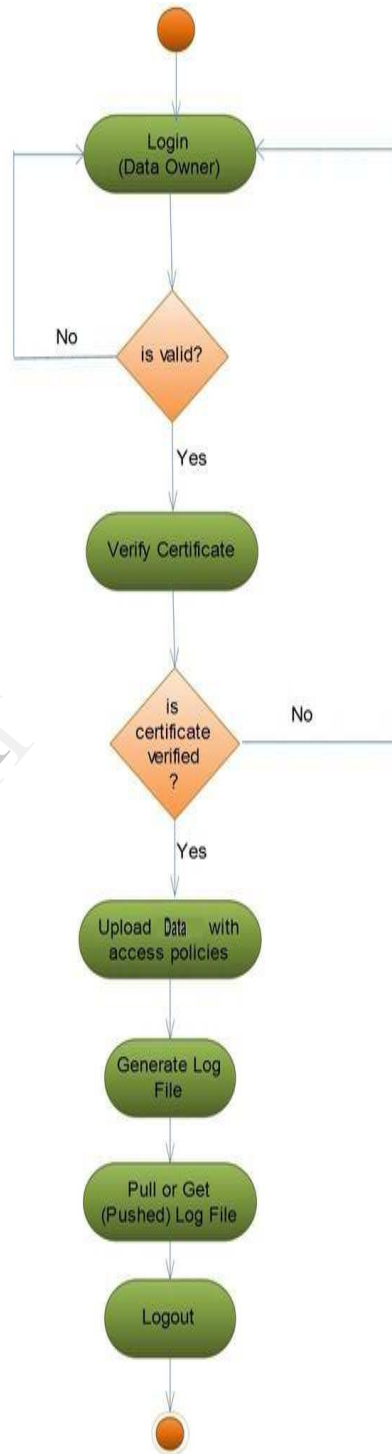 Login
(Data Owner)
is valid?
No
Yes
Verify Certificate
is
certificate
verified
?
No
Yes
Upload Data with
access policies
Generate Log
File
Pull or Get
(Pushed) Log File
Logout